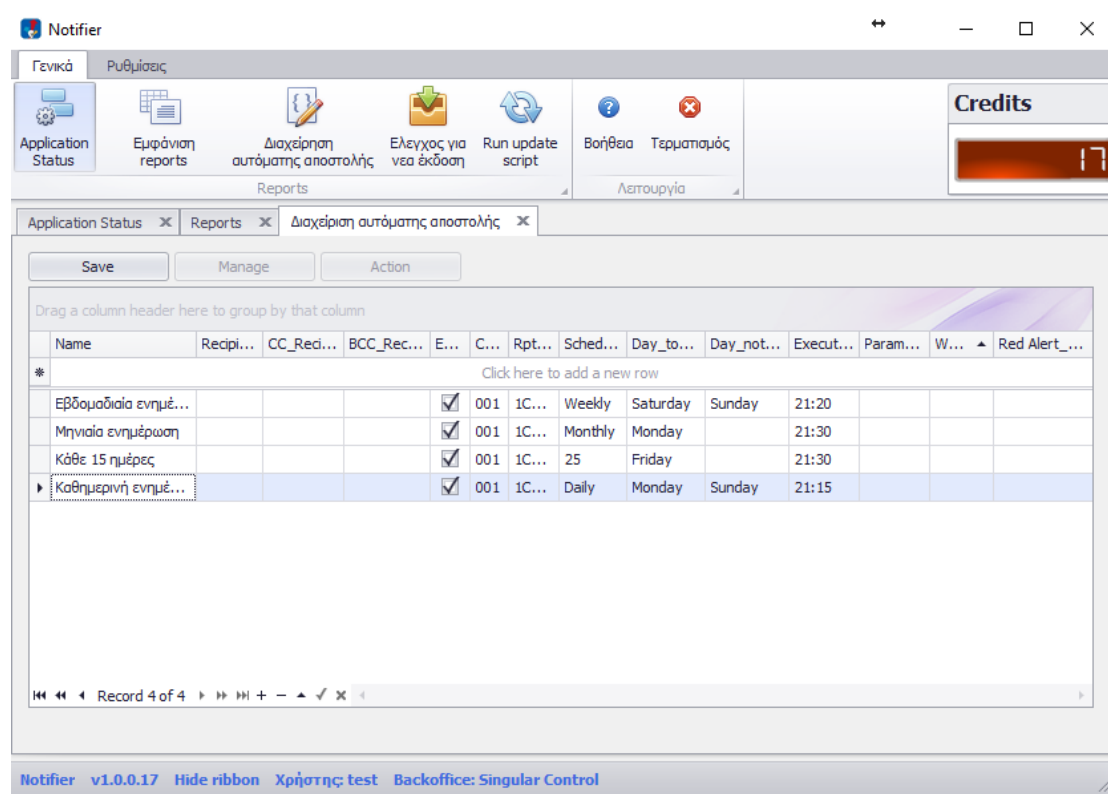 Notifier
Γενικά Ρυθμίσεις
Application Status
Εμφάνιση reports
Διαχείρηση αυτόματης αποστολής
Ελεγχος για νεα έκδοση
Run update script
Βοήθεια
Τερματισμός
Reports
Λειτουργία
Credits
17
Application Status Reports Διαχείριση αυτόματης αποστολής
Save Manage Action
Drag a column header here to group by that column
Name Recipi... CC_Reci... BCC_Rec... E... C... Rpt... Sched... Day_to... Day_not... Execut... Param... W... Red Alert_...
Click here to add a new row
Εβδομαδιαία ενημέ... 001 1C... Weekly Saturday Sunday 21:20
Μηνιαία ενημέρωση 001 1C... Monthly Monday 21:30
Κάθε 15 ημέρες 001 1C... 25 Friday 21:30
Καθημερινή ενημέ... 001 1C... Daily Monday Sunday 21:15
Record 4 of 4
Notifier v1.0.0.17 Hide ribbon Χρήστης: test Backoffice: Singular Control